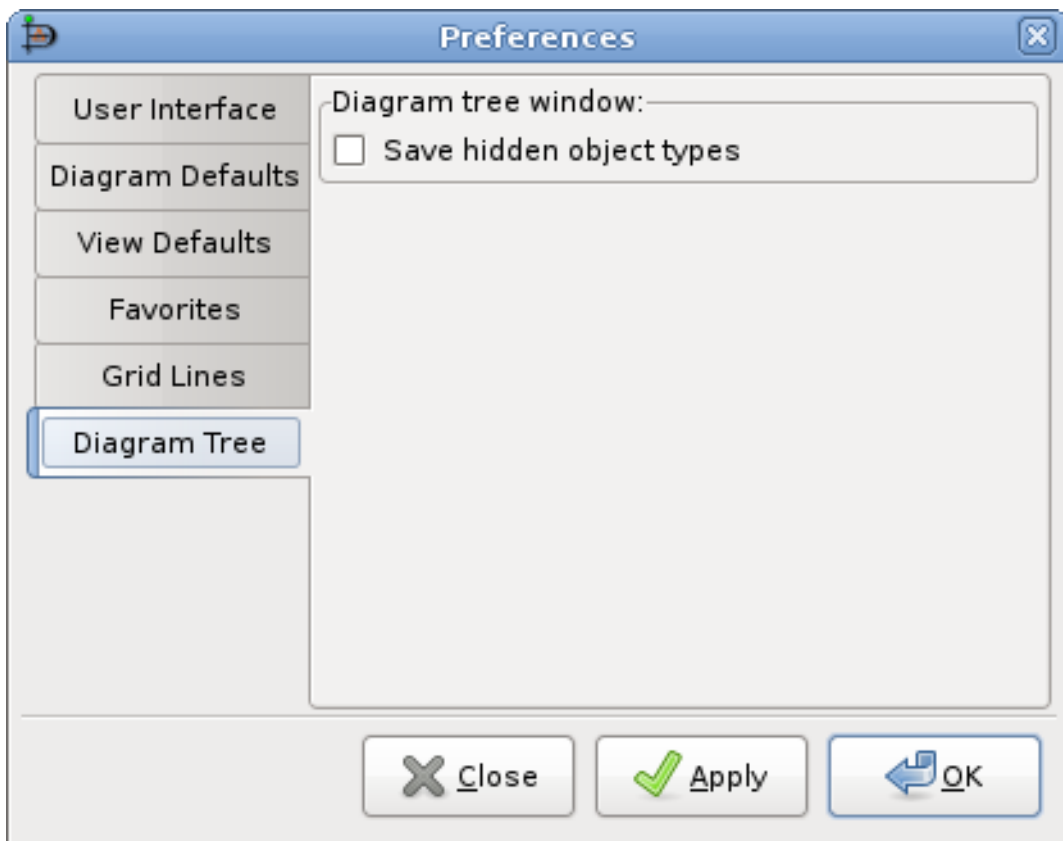 Preferences
User Interface
Diagram Defaults
View Defaults
Favorites
Grid Lines
Diagram Tree
Diagram tree window:
Save hidden object types
Close
Apply
OK